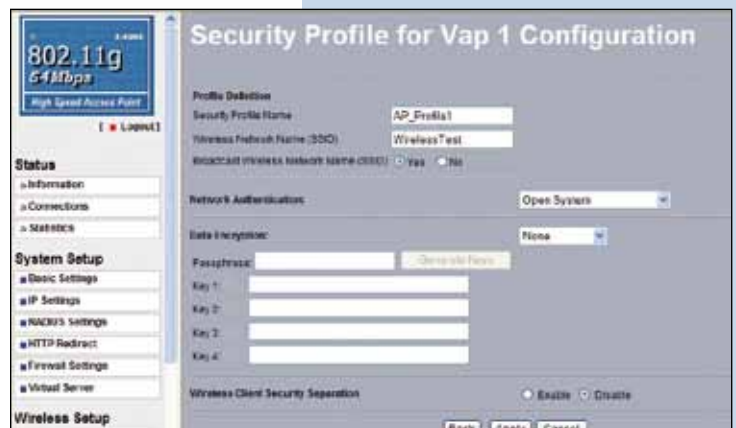 Security Profile for Vap 1 Configuration
2.4GHz
802.11g
54Mbps
High Speed Access Point
[ Logout]
Status
Information
Connections
Statistics
System Setup
Basic Settings
IP Settings
RADIUS Settings
HTTP Redirect
Firewall Settings
Virtual Server
Wireless Setup
Profile Definition
Security Profile Name AP_Profile1
Wireless Network Name (SSID) WirelessTest
Broadcast Wireless Network Name (SSID) Yes No
Network Authentication: Open System
Data Encryption: None
Passphrase: Generate Keys
Key 1:
Key 2:
Key 3:
Key 4:
Wireless Client Security Separation Enable Disable
Back Apply Cancel